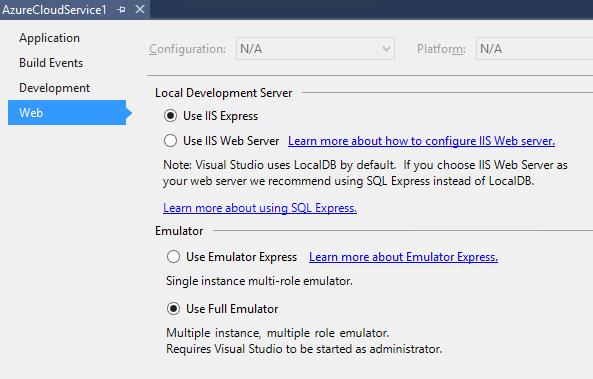 AzureCloudService1
Application
Build Events
Development
Web
Configuration: N/A Platform: N/A
Local Development Server
Use IIS Express
Use IIS Web Server Learn more about how to configure IIS Web server.
Note: Visual Studio uses LocalDB by default. If you choose IIS Web Server as
your web server we recommend using SQL Express instead of LocalDB.
Learn more about using SQL Express.
Emulator
Use Emulator Express Learn more about Emulator Express.
Single instance multi-role emulator.
Use Full Emulator
Multiple instance, multiple role emulator.
Requires Visual Studio to be started as administrator.